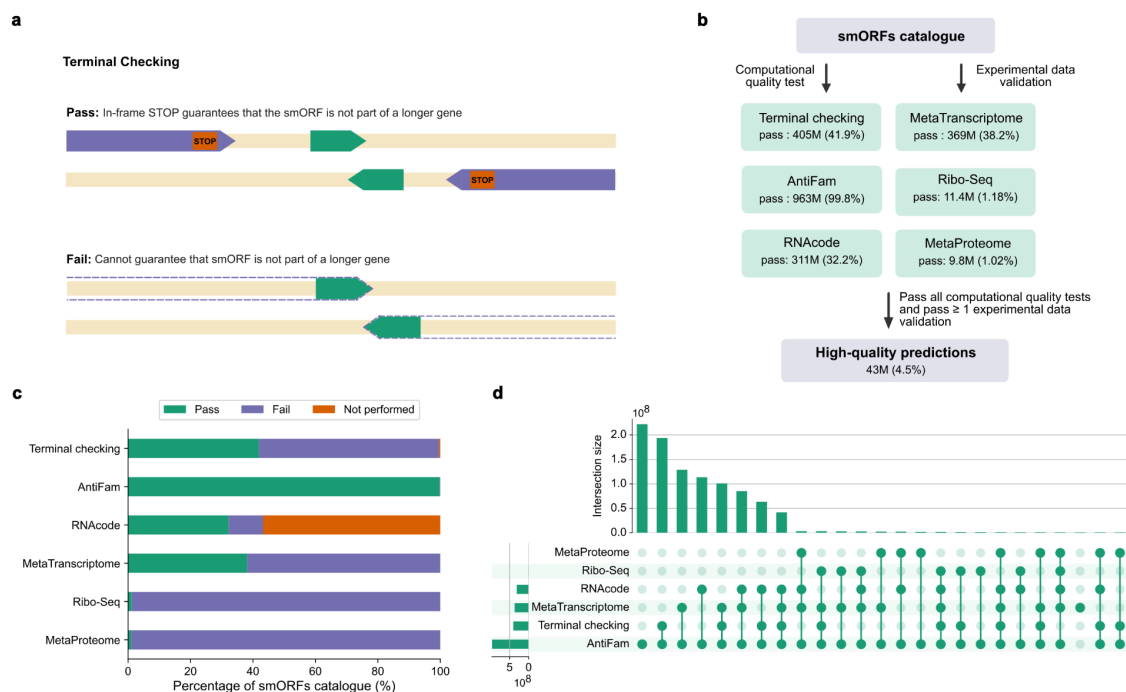 a
Terminal Checking
Pass: In-frame STOP guarantees that the smORF is not part of a longer gene
STOP
STOP
Fail: Cannot guarantee that smORF is not part of a longer gene
b
smORFs catalogue
Computational
quality test
Experimental data
validation
Terminal checking
pass : 405M (41.9%)
MetaTranscriptome
pass : 369M (38.2%)
AntiFam
pass : 963M (99.8%)
Ribo-Seq
pass: 11.4M (1.18%)
RNAcode
pass: 311M (32.2%)
MetaProteome
pass: 9.8M (1.02%)
Pass all computational quality tests
and pass ≥ 1 experimental data
validation
High-quality predictions
43M (4.5%)
c
Pass Fail Not performed
Terminal checking
AntiFam
RNAcode
MetaTranscriptome
Ribo-Seq
MetaProteome
0 20 40 60 80 100
Percentage of smORFs catalogue (%)
d
10⁸
2.0
1.5
1.0
0.5
0.0
Intersection size
MetaProteome
Ribo-Seq
RNAcode
MetaTranscriptome
Terminal checking
AntiFam
5 0
10⁸